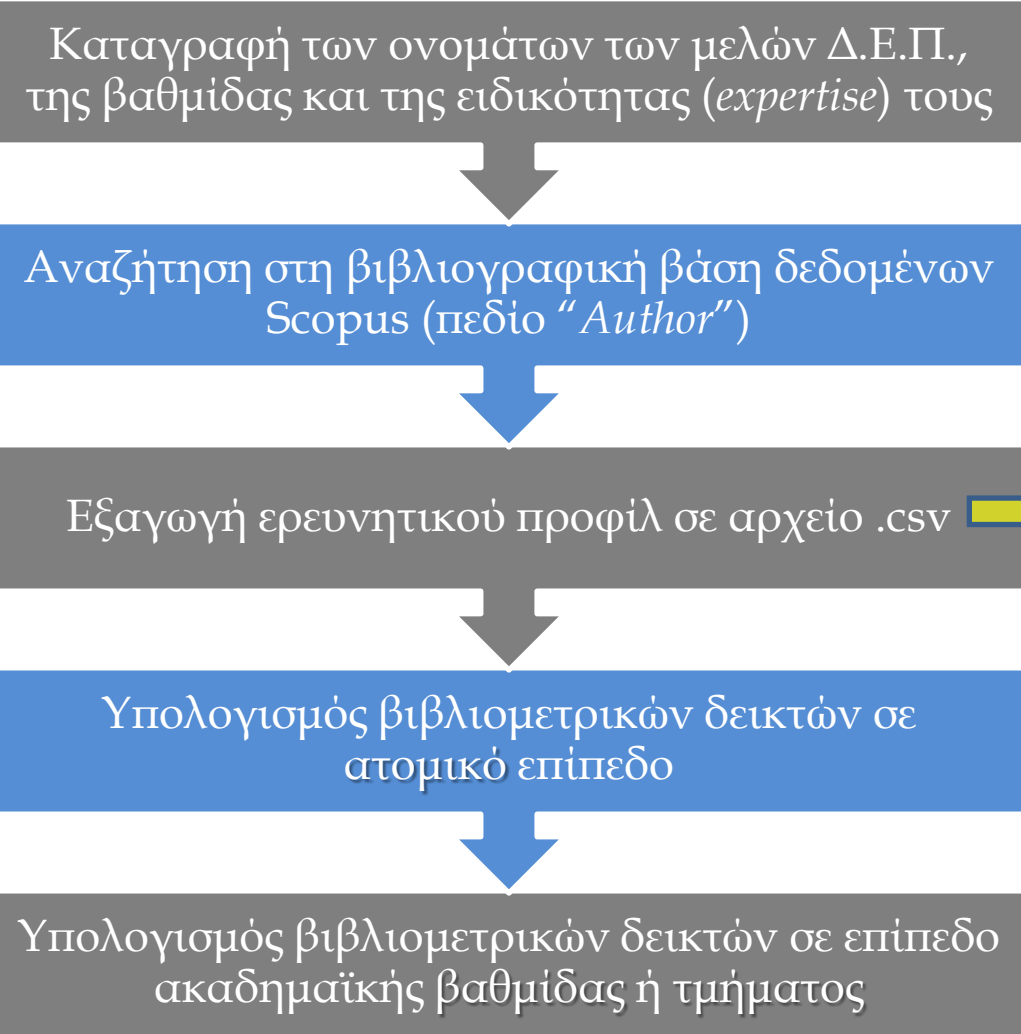 Καταγραφή των ονομάτων των μελών Δ.Ε.Π.,
της βαθμίδας και της ειδικότητας (expertise) τους
Αναζήτηση στη βιβλιογραφική βάση δεδομένων
Scopus (πεδίο “Author”)
Εξαγωγή ερευνητικού προφίλ σε αρχείο .csv
Υπολογισμός βιβλιομετρικών δεικτών σε
ατομικό επίπεδο
Υπολογισμός βιβλιομετρικών δεικτών σε επίπεδο
ακαδημαϊκής βαθμίδας ή τμήματος